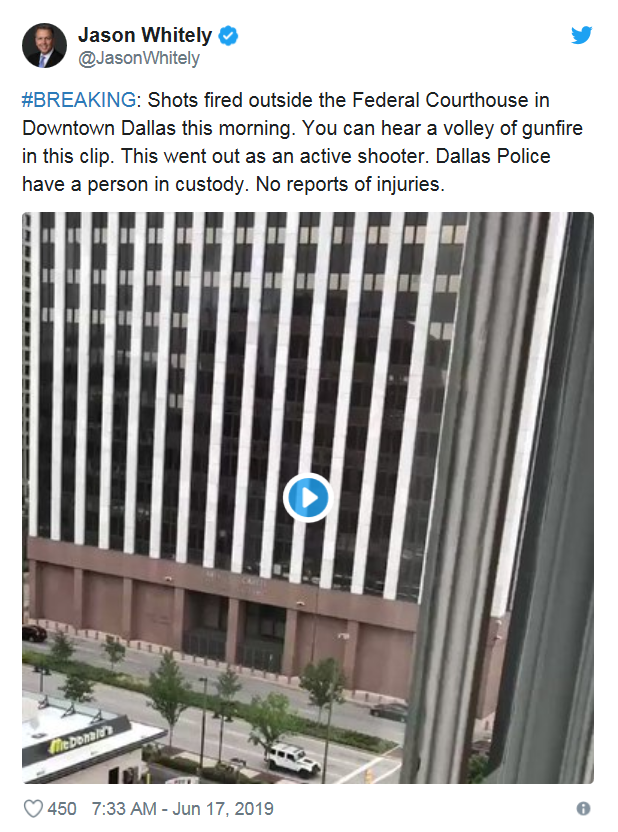 Jason Whitely
@JasonWhitely
#BREAKING: Shots fired outside the Federal Courthouse in
Downtown Dallas this morning. You can hear a volley of gunfire
in this clip. This went out as an active shooter. Dallas Police
have a person in custody. No reports of injuries.
McDonald's
450 7:33 AM - Jun 17, 2019